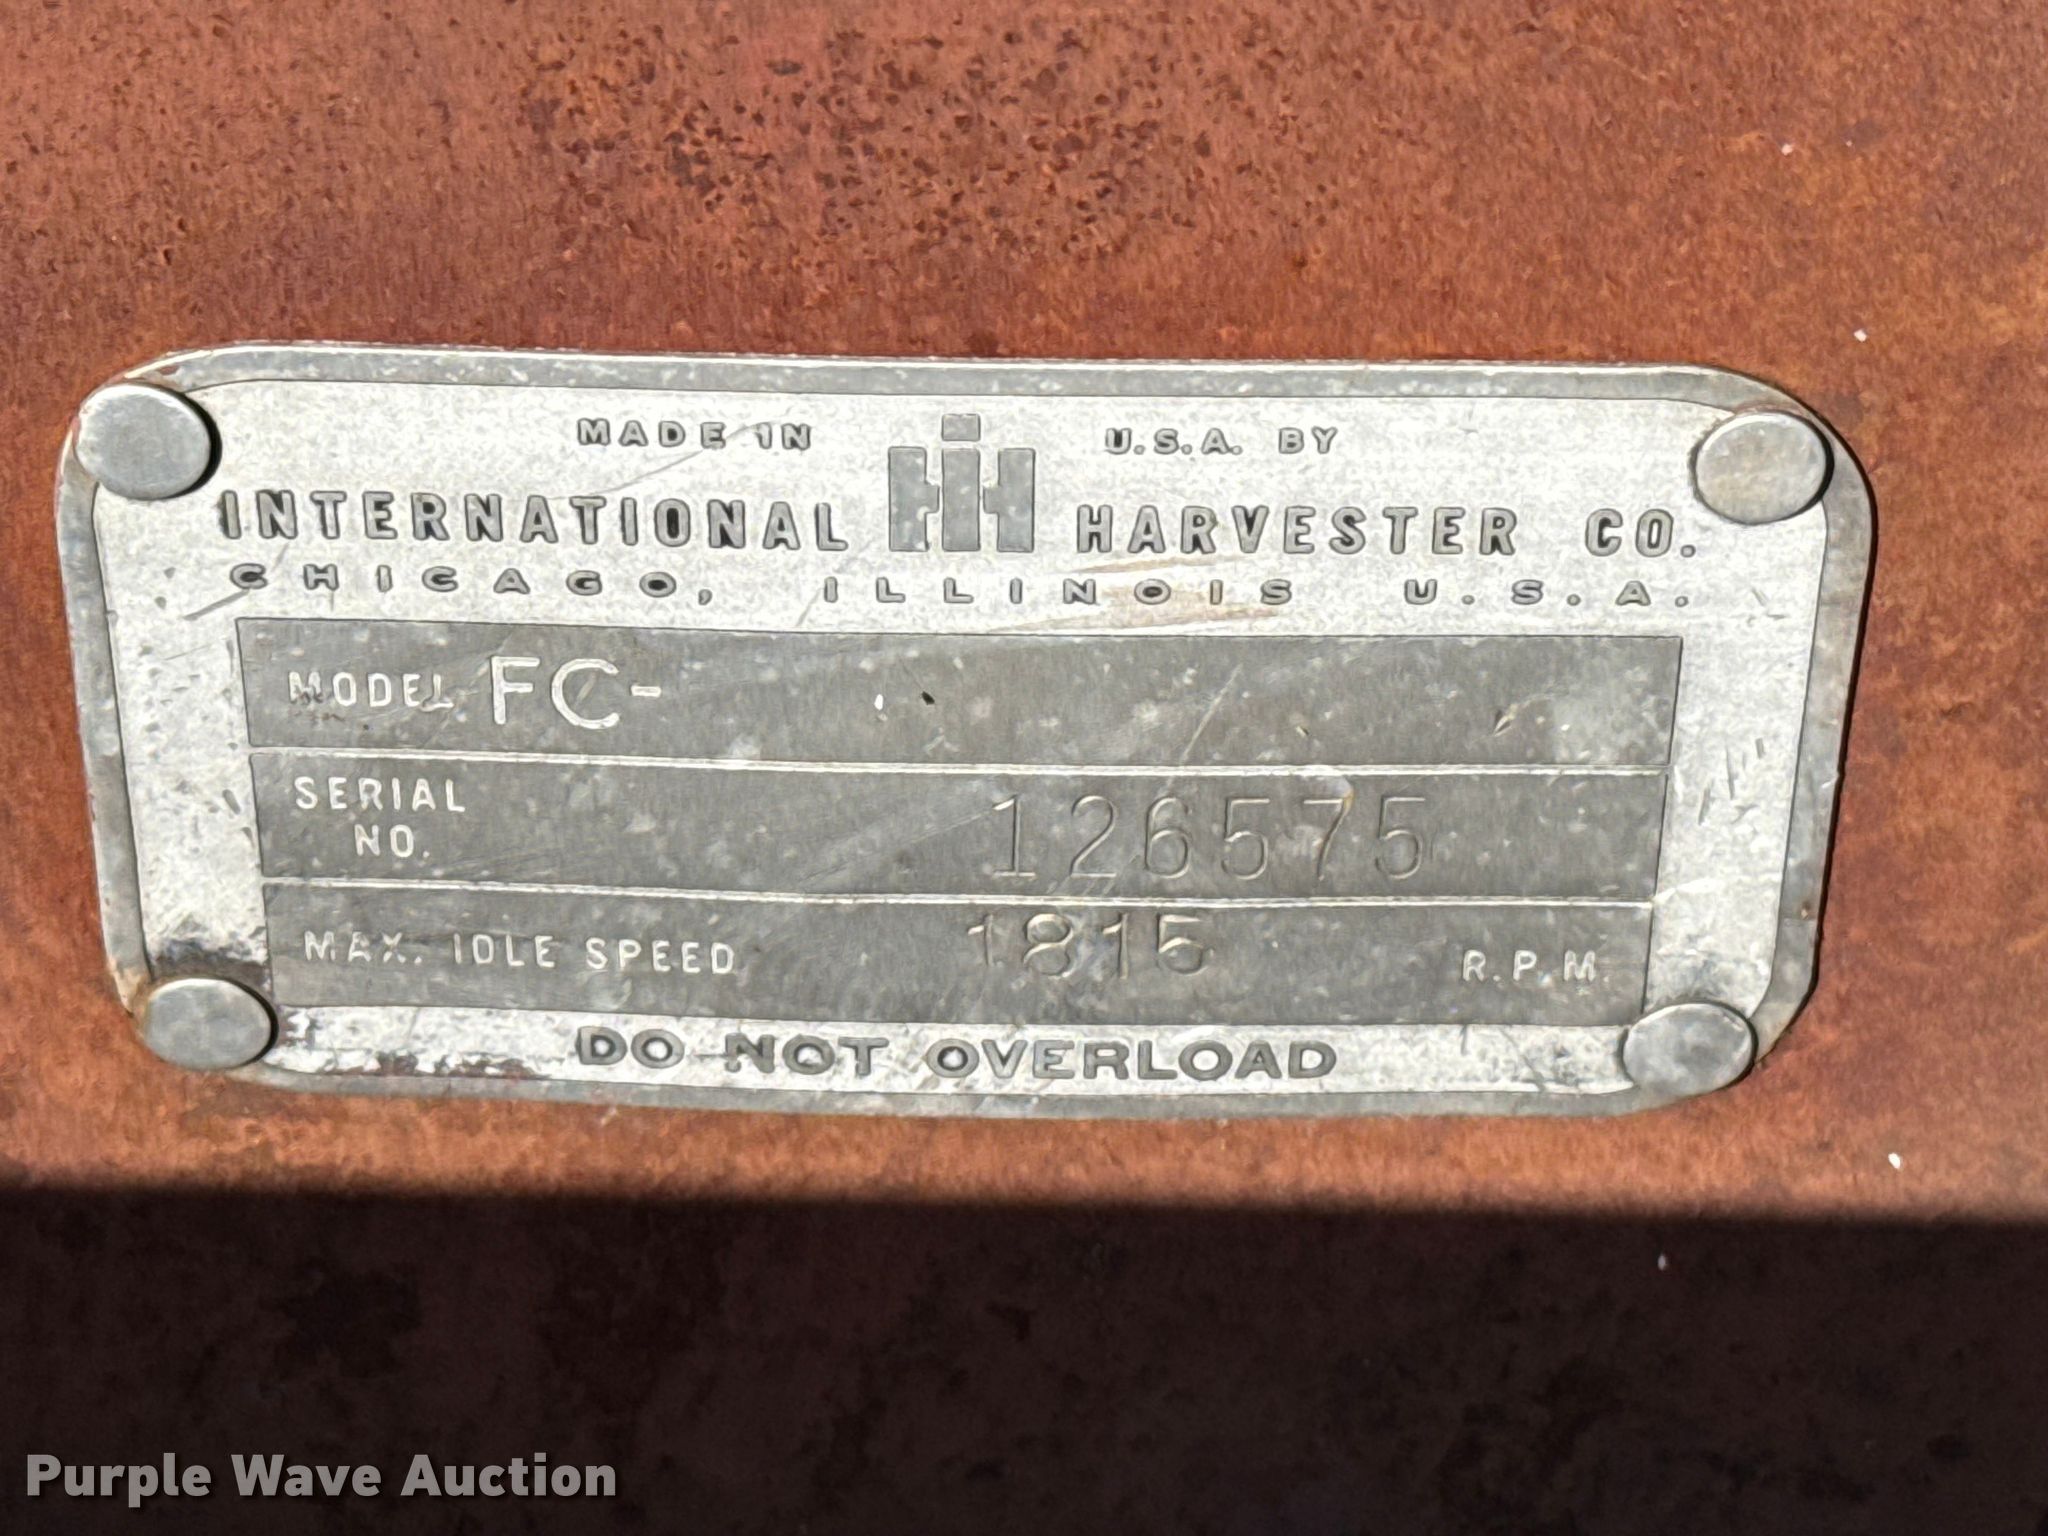 MADE IN IH U.S.A. BY
INTERNATIONAL HARVESTER CO.
CHICAGO, ILLINOIS U.S.A.
MODEL FC-
SERIAL
NO. 126575
MAX. IDLE SPEED 1815 R.P.M.
DO NOT OVERLOAD
Purple Wave Auction